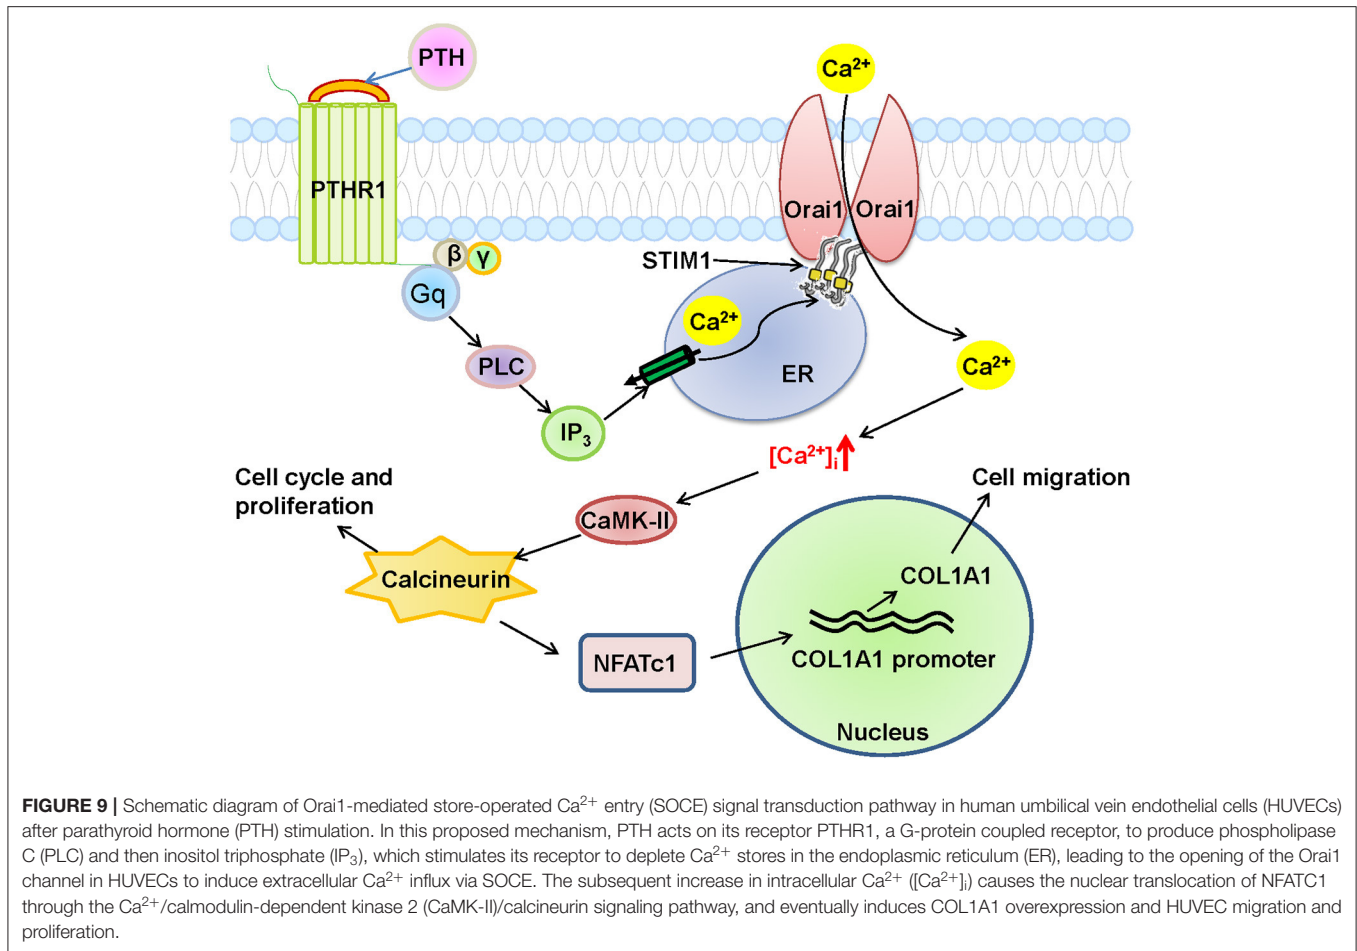 PTH
Ca²⁺
PTHR1
Orai1 Orai1
β γ
STIM1
Gq
Ca²⁺
PLC
ER
Ca²⁺
IP₃
[Ca²⁺]ᵢ
Cell cycle and
proliferation
Cell migration
CaMK-II
Calcineurin
COL1A1
NFATc1
COL1A1 promoter
Nucleus
FIGURE 9 | Schematic diagram of Orai1-mediated store-operated Ca²⁺ entry (SOCE) signal transduction pathway in human umbilical vein endothelial cells (HUVECs)
after parathyroid hormone (PTH) stimulation. In this proposed mechanism, PTH acts on its receptor PTHR1, a G-protein coupled receptor, to produce phospholipase
C (PLC) and then inositol triphosphate (IP₃), which stimulates its receptor to deplete Ca²⁺ stores in the endoplasmic reticulum (ER), leading to the opening of the Orai1
channel in HUVECs to induce extracellular Ca²⁺ influx via SOCE. The subsequent increase in intracellular Ca²⁺ ([Ca²⁺]ᵢ) causes the nuclear translocation of NFATC1
through the Ca²⁺/calmodulin-dependent kinase 2 (CaMK-II)/calcineurin signaling pathway, and eventually induces COL1A1 overexpression and HUVEC migration and
proliferation.